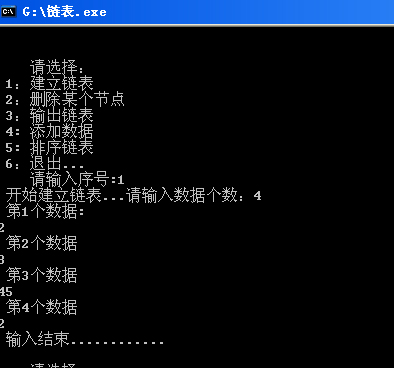 G:\链表.exe
请选择:
1: 建立链表
2: 删除某个节点
3: 输出链表
4: 添加数据
5: 排序链表
6: 退出...
请输入序号:1
开始建立链表...请输入数据个数: 4
第1个数据:
2
第2个数据
3
第3个数据
45
第4个数据
2
输入结束............